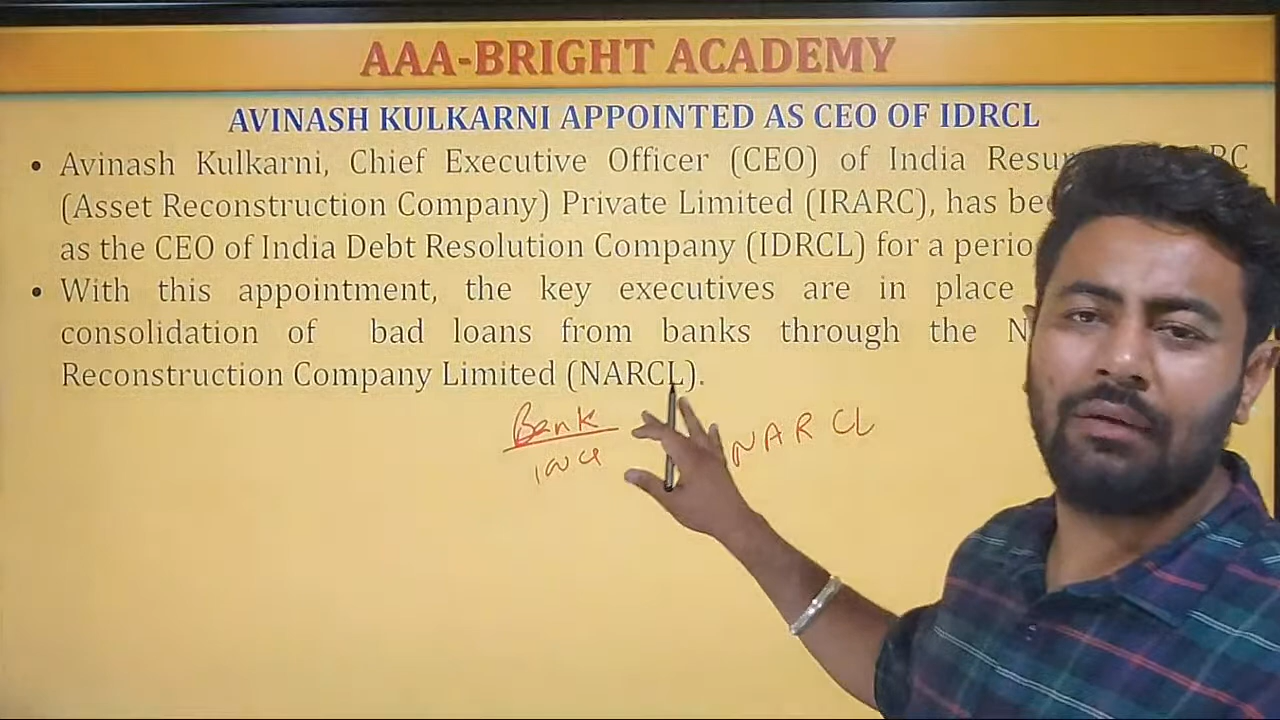 AAA-BRIGHT ACADEMY
AVINASH KULKARNI APPOINTED AS CEO OF IDRCL
• Avinash Kulkarni, Chief Executive Officer (CEO) of India
(Asset Reconstruction Company) Private Limited (IRARC), has
as the CEO of India Debt Resolution Company (IDRCL) for a
• With this appointment, the key executives are in place
consolidation of bad loans from banks through the
Reconstruction Company Limited (NARCL).
Bank NARCL